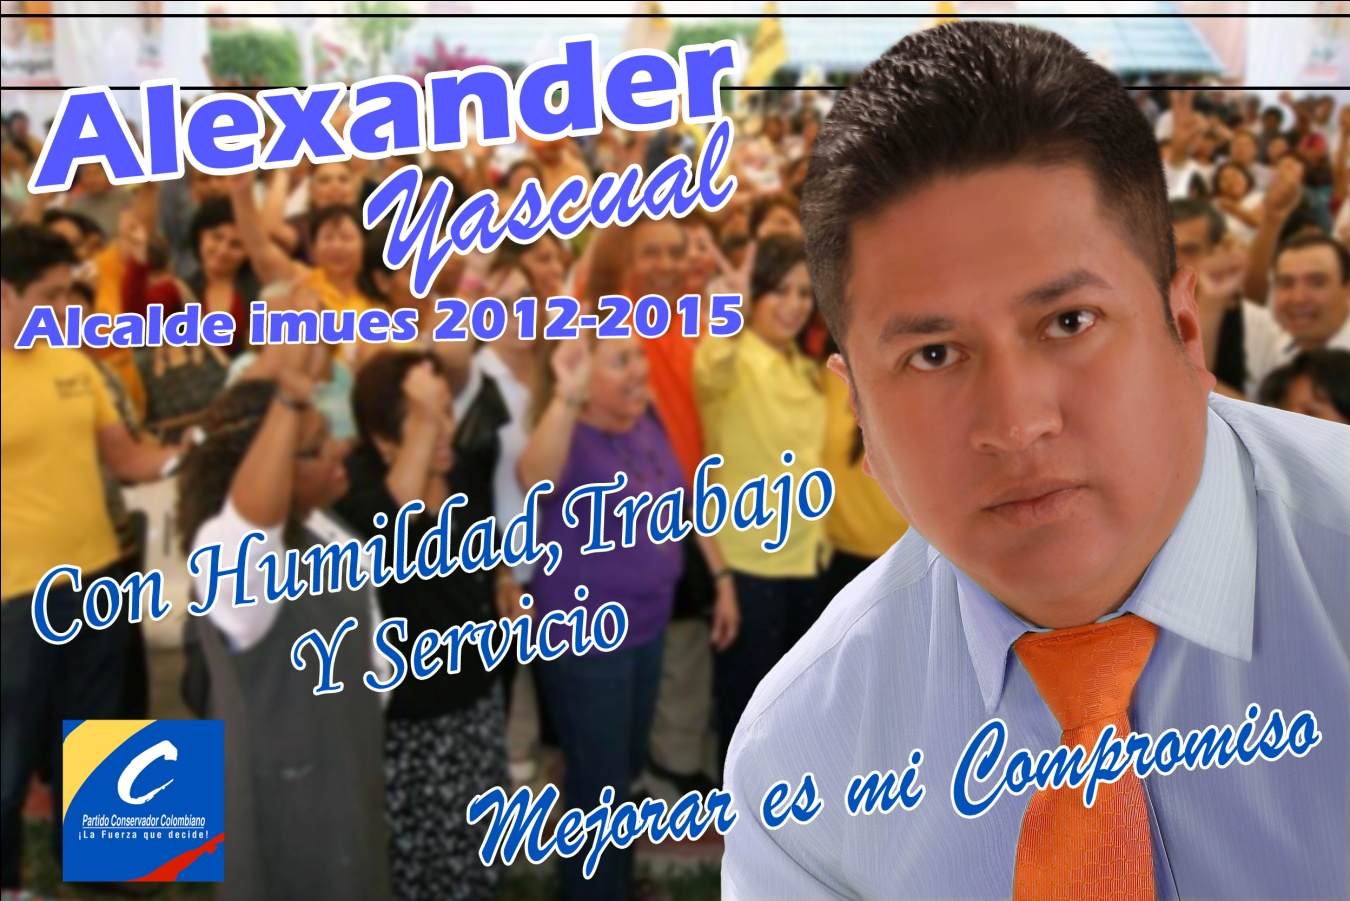 Alexander
Yascual
Alcalde imues 2012-2015
Con Humildad, Trabajo
Y Servicio
Mejorar es mi Compromiso
C
Partido Conservador Colombiano
¡La Fuerza que decide!